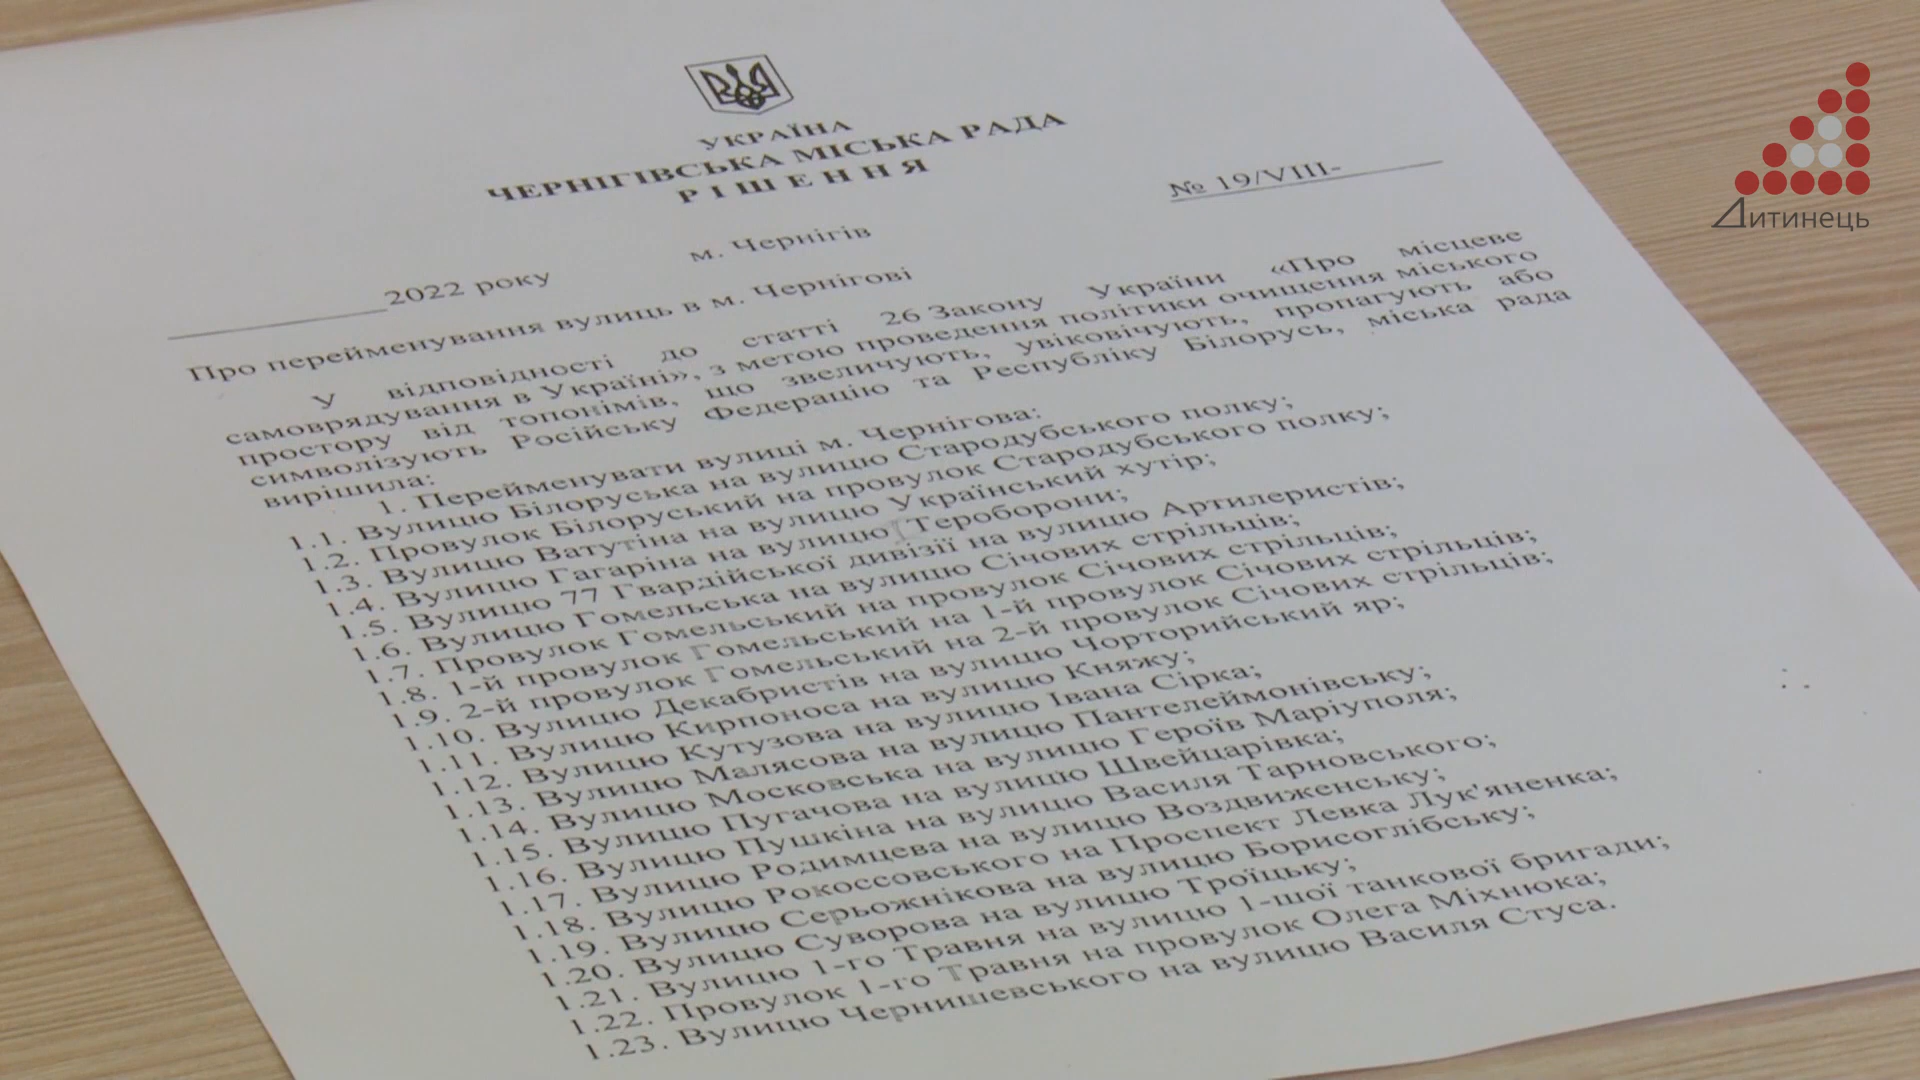 УКРАЇНА
ЧЕРНІГІВСЬКА МІСЬКА РАДА
Р І Ш Е Н Н Я
м. Чернігів
№ 19/VIII-
2022 року
Про перейменування вулиць в м. Чернігові
У відповідності до статті 26 Закону України «Про місцеве
самоврядування в Україні», з метою проведення політики очищення міського
простору від топонімів, що звеличують, увіковічують, пропагують або
символізують Російську Федерацію та Республіку Білорусь, міська рада
вирішила:
1. Перейменувати вулиці м. Чернігова:
1.1. Вулицю Білоруська на вулицю Стародубського полку;
1.2. Провулок Білоруський на провулок Стародубського полку;
1.3. Вулицю Ватутіна на вулицю Український хутір;
1.4. Вулицю Гагаріна на вулицю Тероборони;
1.5. Вулицю 77 Гвардійської дивізії на вулицю Артилеристів;
1.6. Вулицю Гомельська на вулицю Січових стрільців;
1.7. Провулок Гомельський на провулок Січових стрільців;
1.8. 1-й провулок Гомельський на 1-й провулок Січових стрільців;
1.9. 2-й провулок Гомельський на 2-й провулок Січових стрільців;
1.10. Вулицю Декабристів на вулицю Чорторийський яр;
1.11. Вулицю Кирпоноса на вулицю Княжу;
1.12. Вулицю Кутузова на вулицю Івана Сірка;
1.13. Вулицю Малясова на вулицю Пантелеймонівську;
1.14. Вулицю Московська на вулицю Героїв Маріуполя;
1.15. Вулицю Пугачова на вулицю Швейцарівка;
1.16. Вулицю Пушкіна на вулицю Василя Тарновського;
1.17. Вулицю Родимцева на вулицю Воздвиженську;
1.18. Вулицю Рокоссовського на Проспект Левка Лук'яненка;
1.19. Вулицю Серьожнікова на вулицю Борисоглібську;
1.20. Вулицю Суворова на вулицю Троїцьку;
1.21. Вулицю 1-го Травня на вулицю 1-шої танкової бригади;
1.22. Провулок 1-го Травня на провулок Олега Міхнюка;
1.23. Вулицю Чернишевського на вулицю Василя Стуса.
Дитинець